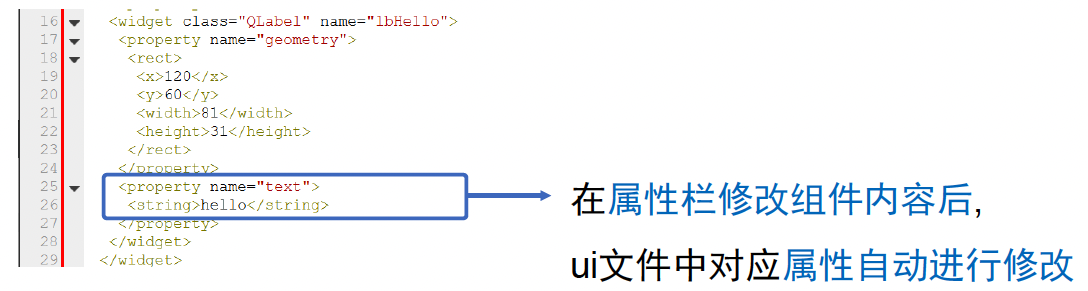 16 <widget class="QLabel" name="lbHello">
17 <property name="geometry">
18 <rect>
19 <x>120</x>
20 <y>60</y>
21 <width>81</width>
22 <height>31</height>
23 </rect>
24 </property>
25 <property name="text">
26 <string>hello</string>
27 </property>
28 </widget>
29 </widget>
在属性栏修改组件内容后,
ui文件中对应属性自动进行修改